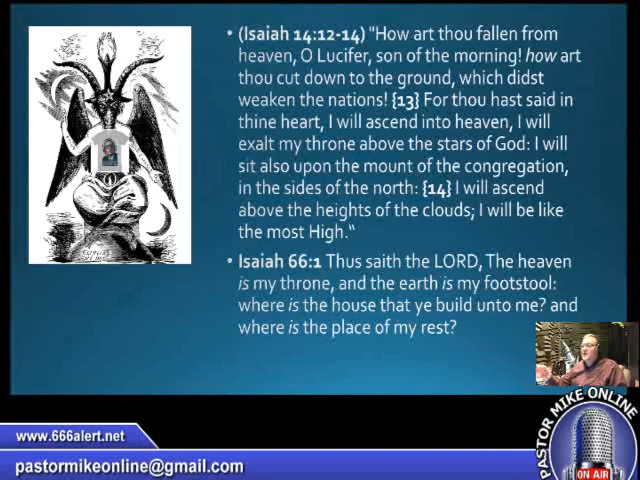 • (Isaiah 14:12-14) "How art thou fallen from
heaven, O Lucifer, son of the morning! how art
thou cut down to the ground, which didst
weaken the nations! {13} For thou hast said in
thine heart, I will ascend into heaven, I will
exalt my throne above the stars of God: I will
sit also upon the mount of the congregation,
in the sides of the north: {14} I will ascend
above the heights of the clouds; I will be like
the most High.“
• Isaiah 66:1 Thus saith the LORD, The heaven
is my throne, and the earth is my footstool:
where is the house that ye build unto me? and
where is the place of my rest?
www.666alert.net
pastormikeonline@gmail.com
PASTOR MIKE ONLINE
ON AIR